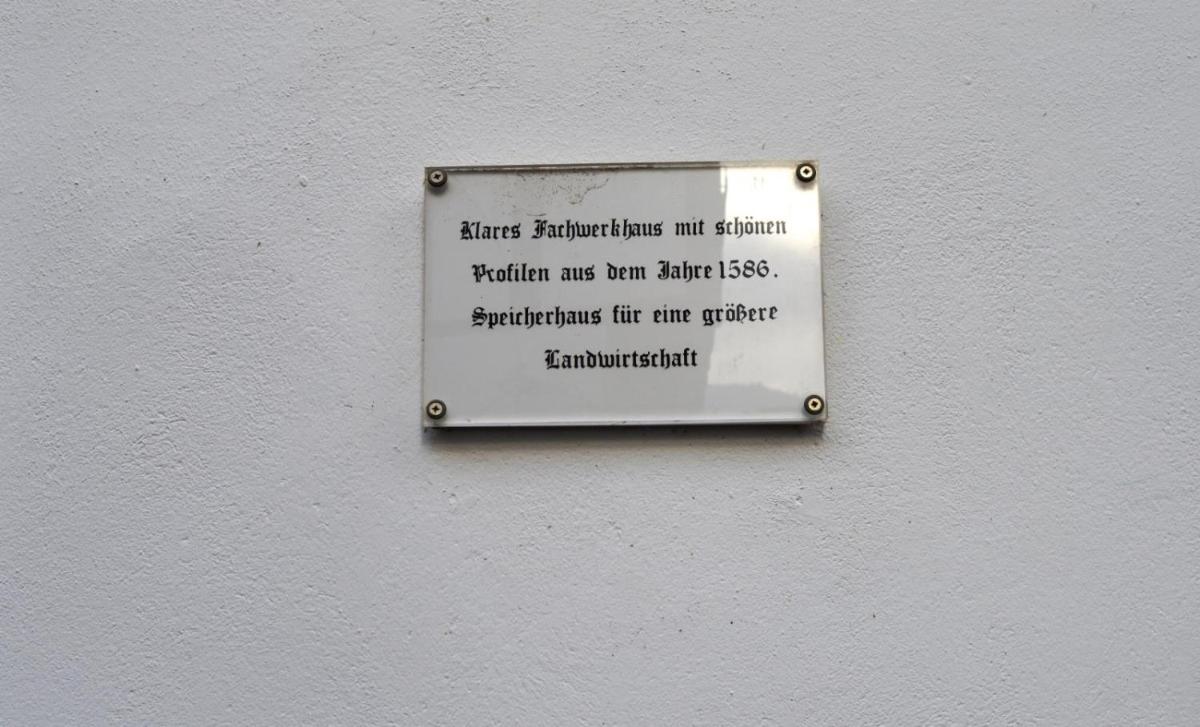 Klares Fachwerkhaus mit schönen
Profilen aus dem Jahre 1586.
Speicherhaus für eine größere
Landwirtschaft